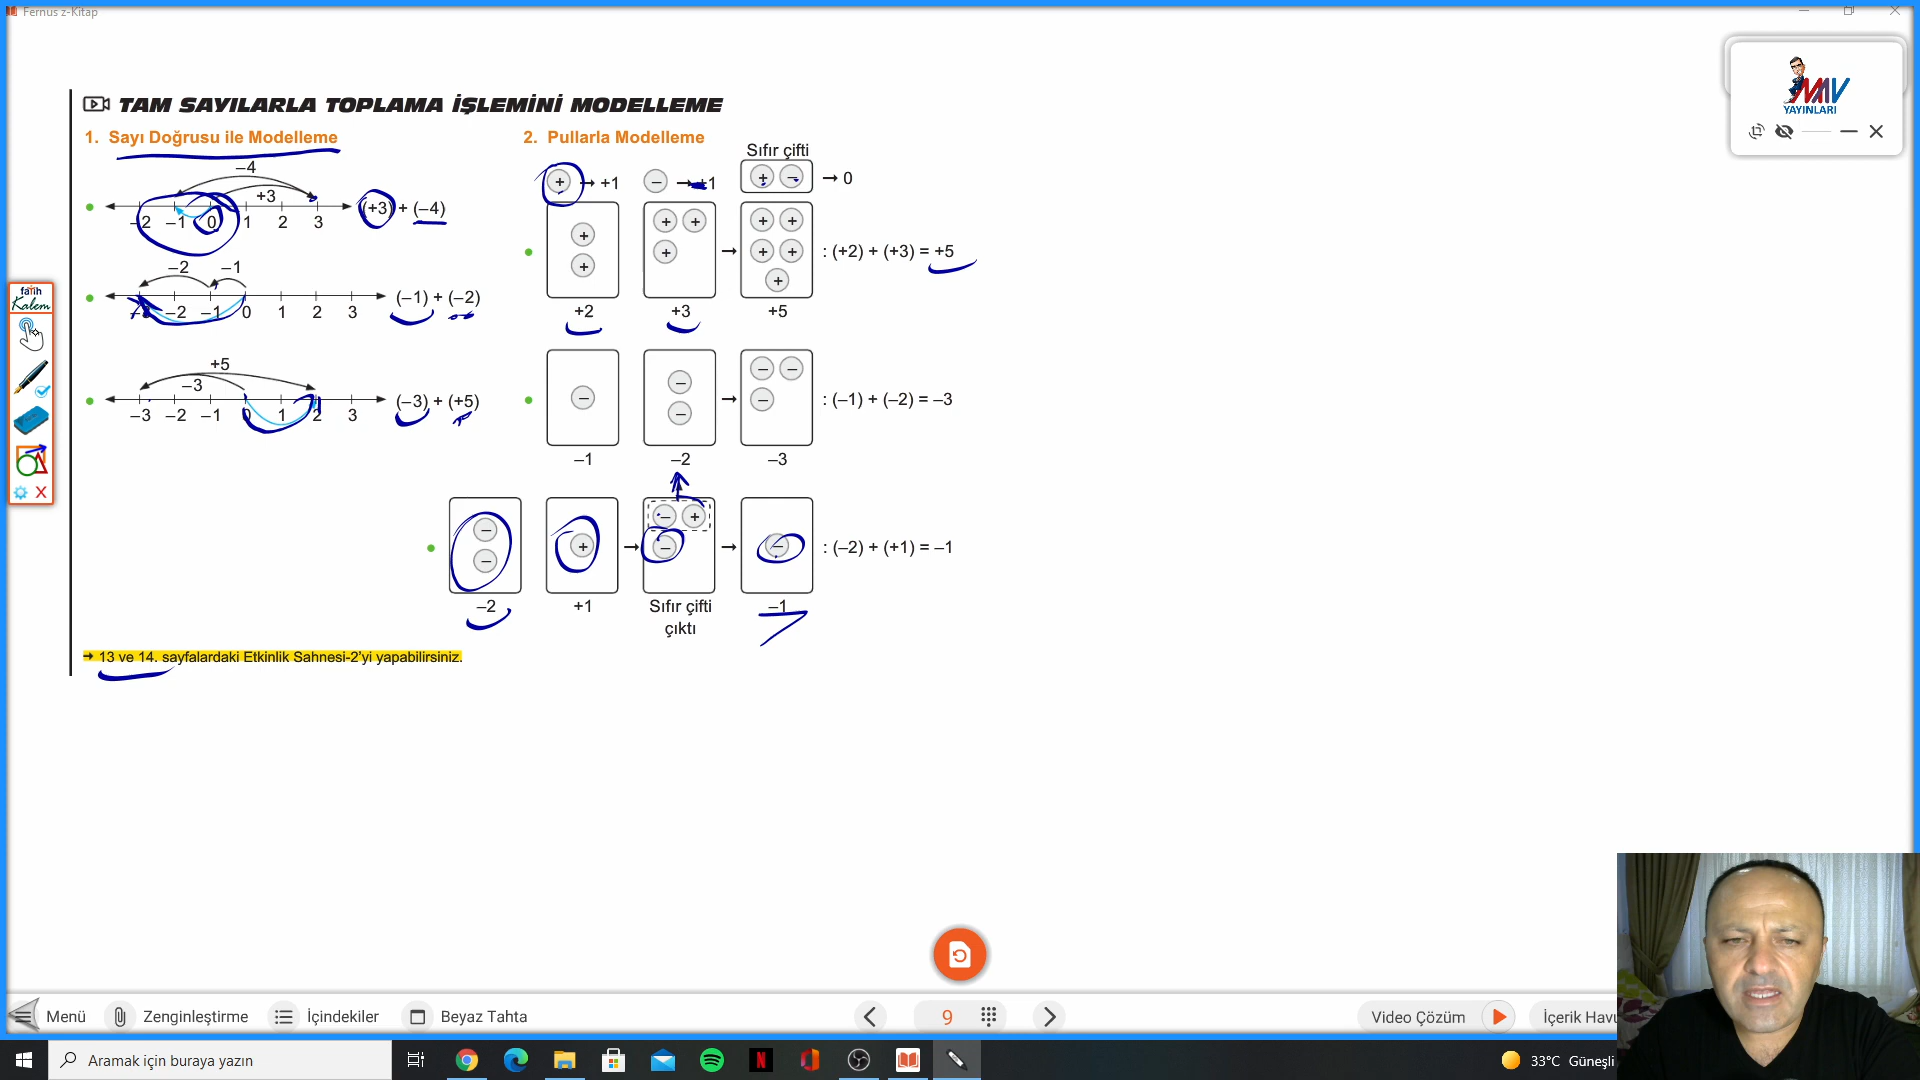 Fernus z-Kitap
MAV
YAYINLARI
TAM SAYILARLA TOPLAMA İŞLEMİNİ MODELLEME
1. Sayı Doğrusu ile Modelleme
–4
+3
–2 –1 0 1 2 3
(+3) + (–4)
–2 –1
–2 –1 0 1 2 3
(–1) + (–2)
+5
–3
–3 –2 –1 0 1 2 3
(–3) + (+5)
2. Pullarla Modelleme
Sıfır çifti
+ → +1 – → –1 + – → 0
+ +
+ + +
→
+ + + + +
: (+2) + (+3) = +5
+2 +3 +5
–
– –
→
– – –
: (–1) + (–2) = –3
–1 –2 –3
– –
+
→
– + –
→
–
: (–2) + (+1) = –1
–2 +1 Sıfır çifti –1
çıktı
➔ 13 ve 14. sayfalardaki Etkinlik Sahnesi-2’yi yapabilirsiniz.
fatih
Kalem
Menü Zenginleştirme İçindekiler Beyaz Tahta 9 Video Çözüm İçerik Havu
Aramak için buraya yazın 33°C Güneşli